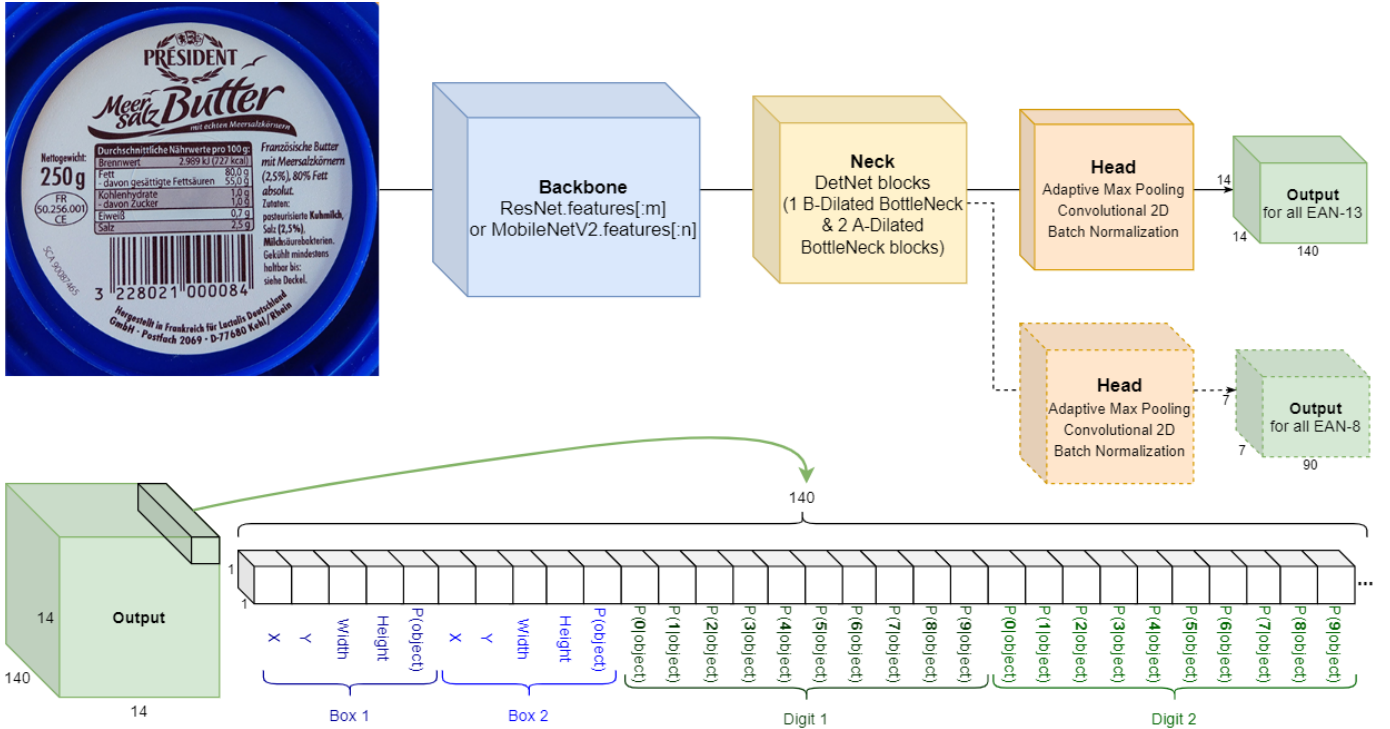 PRÉSIDENT
Meer
salz Butter
mit echten Meersalzkörnern
Nettogewicht:
250 g
FR
50.256.001
CE
SCA 90087465
Durchschnittliche Nährwerte pro 100 g:
Brennwert 2.989 kJ (727 kcal)
Fett 80,0 g
- davon gesättigte Fettsäuren 55,0 g
Kohlenhydrate 1,0 g
- davon Zucker 1,0 g
Eiweiß 0,7 g
Salz 2,5 g
Französische Butter
mit Meersalzkörnern
(2,5%), 80% Fett
absolut.
Zutaten:
pasteurisierte Kuhmilch,
Salz (2,5%),
Milchsäurebakterien.
Gekühlt mindestens
haltbar bis:
siehe Deckel.
3 228021 000084
Hergestellt in Frankreich für Lactalis Deutschland
GmbH · Postfach 2069 · D-77680 Kehl/Rhein
Backbone
ResNet.features[:m]
or MobileNetV2.features[:n]
Neck
DetNet blocks
(1 B-Dilated BottleNeck
& 2 A-Dilated
BottleNeck blocks)
Head
Adaptive Max Pooling
Convolutional 2D
Batch Normalization
14
14
140
Output
for all EAN-13
Head
Adaptive Max Pooling
Convolutional 2D
Batch Normalization
7
7
90
Output
for all EAN-8
140
14
14
140
Output
1
1
...
X
Y
Width
Height
P(object)
X
Y
Width
Height
P(object)
P(0|object)
P(1|object)
P(2|object)
P(3|object)
P(4|object)
P(5|object)
P(6|object)
P(7|object)
P(8|object)
P(9|object)
P(0|object)
P(1|object)
P(2|object)
P(3|object)
P(4|object)
P(5|object)
P(6|object)
P(7|object)
P(8|object)
P(9|object)
Box 1
Box 2
Digit 1
Digit 2